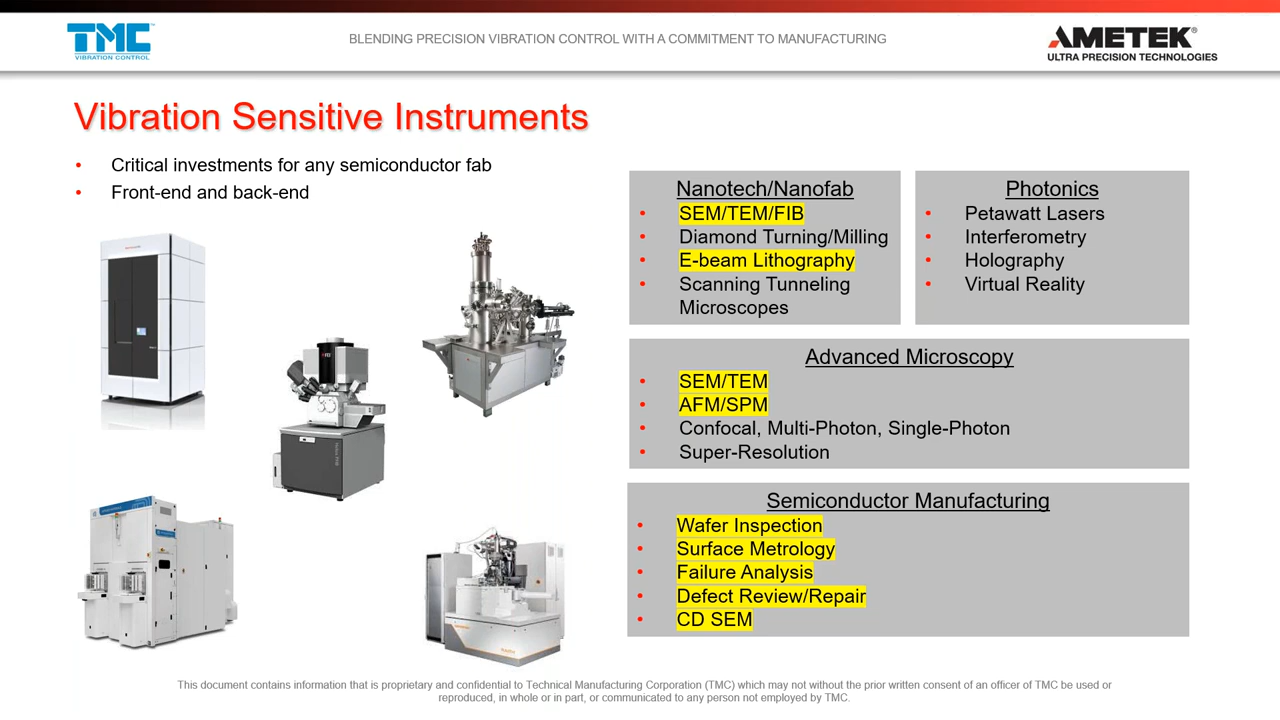 TMC
VIBRATION CONTROL
BLENDING PRECISION VIBRATION CONTROL WITH A COMMITMENT TO MANUFACTURING
AMETEK®
ULTRA PRECISION TECHNOLOGIES
Vibration Sensitive Instruments
• Critical investments for any semiconductor fab
• Front-end and back-end
Nanotech/Nanofab
• SEM/TEM/FIB
• Diamond Turning/Milling
• E-beam Lithography
• Scanning Tunneling
Microscopes
Photonics
• Petawatt Lasers
• Interferometry
• Holography
• Virtual Reality
Advanced Microscopy
• SEM/TEM
• AFM/SPM
• Confocal, Multi-Photon, Single-Photon
• Super-Resolution
Semiconductor Manufacturing
• Wafer Inspection
• Surface Metrology
• Failure Analysis
• Defect Review/Repair
• CD SEM
This document contains information that is proprietary and confidential to Technical Manufacturing Corporation (TMC) which may not without the prior written consent of an officer of TMC be used or
reproduced, in whole or in part, or communicated to any person not employed by TMC.